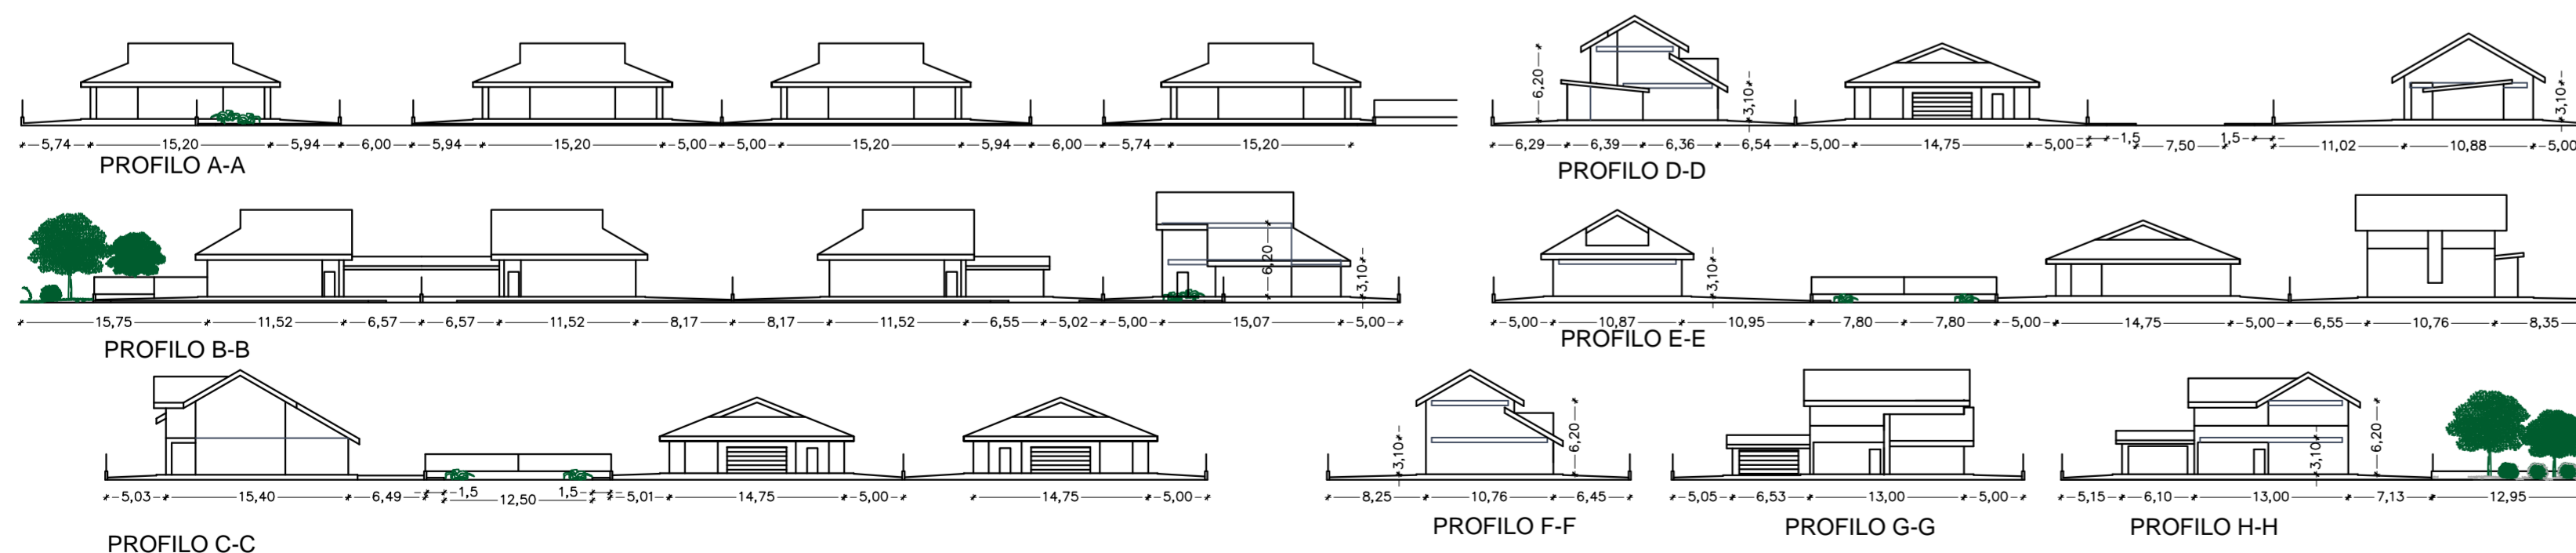 5,74 15,20 5,94 6,00 5,94 15,20 5,00 5,00 15,20 5,94 6,00 5,74 15,20
PROFILO A-A
6,20 3,10 3,10
6,29 6,39 6,36 6,54 5,00 14,75 5,00 1,5 7,50 1,5 11,02 10,88 5,00
PROFILO D-D
6,20 3,10
15,75 11,52 6,57 6,57 11,52 8,17 8,17 11,52 6,55 5,02 5,00 15,07 5,00
PROFILO B-B
3,10
5,00 10,87 10,95 7,80 7,80 5,00 14,75 5,00 6,55 10,76 8,35
PROFILO E-E
5,03 15,40 6,49 1,5 12,50 1,5 5,01 14,75 5,00 14,75 5,00
PROFILO C-C
3,10 6,20
8,25 10,76 6,45
PROFILO F-F
5,05 6,53 13,00 5,00
PROFILO G-G
3,10 6,20
5,15 6,10 13,00 7,13 12,95
PROFILO H-H